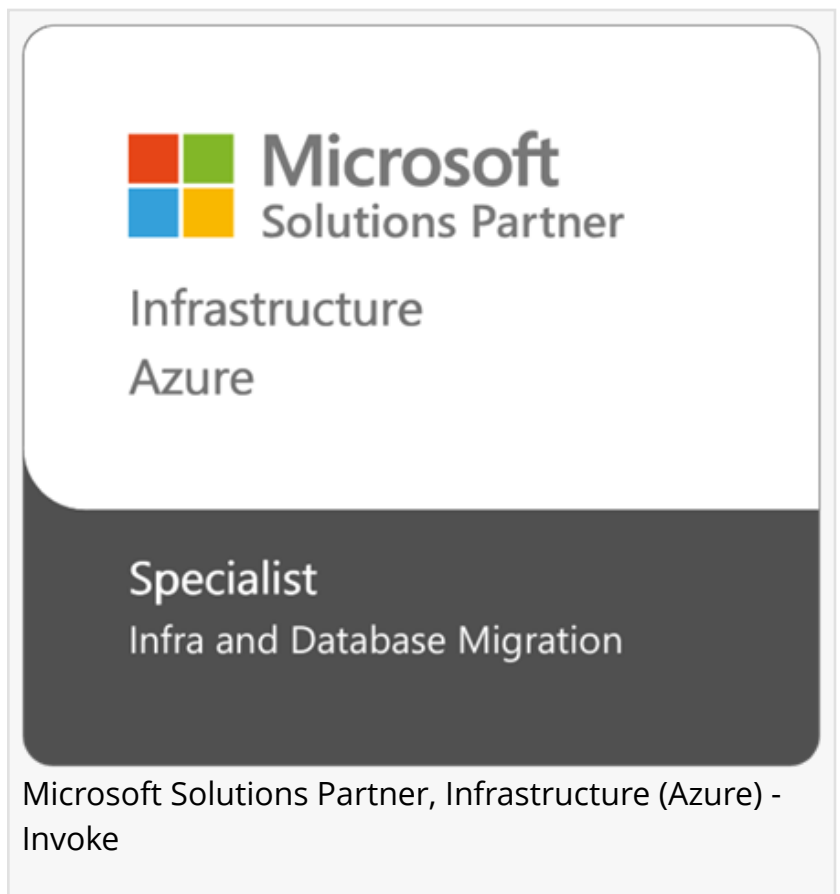 Microsoft
Solutions Partner
Infrastructure
Azure
Specialist
Infra and Database Migration
Microsoft Solutions Partner, Infrastructure (Azure) -
Invoke